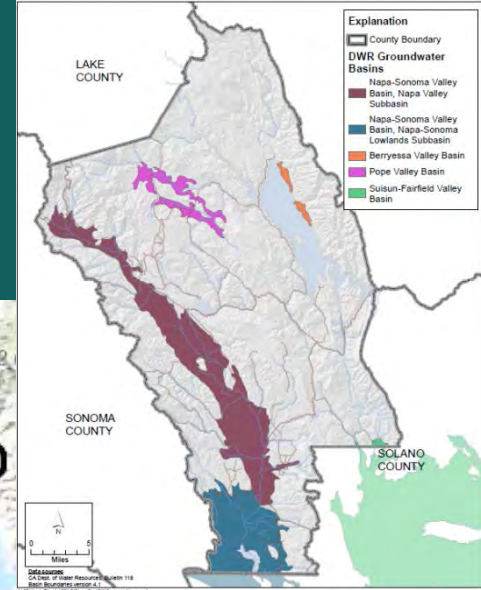 Explanation
County Boundary
DWR Groundwater
Basins
Napa-Sonoma Valley
Basin, Napa Valley
Subbasin
Napa-Sonoma Valley
Basin, Napa-Sonoma
Lowlands Subbasin
Berryessa Valley Basin
Pope Valley Basin
Suisun-Fairfield Valley
Basin
LAKE
COUNTY
SONOMA
COUNTY
SOLANO
COUNTY
N
0 5
Miles
Data sources
CA Dept. of Water Resources, Bulletin 118
Basin Boundaries version 4.1